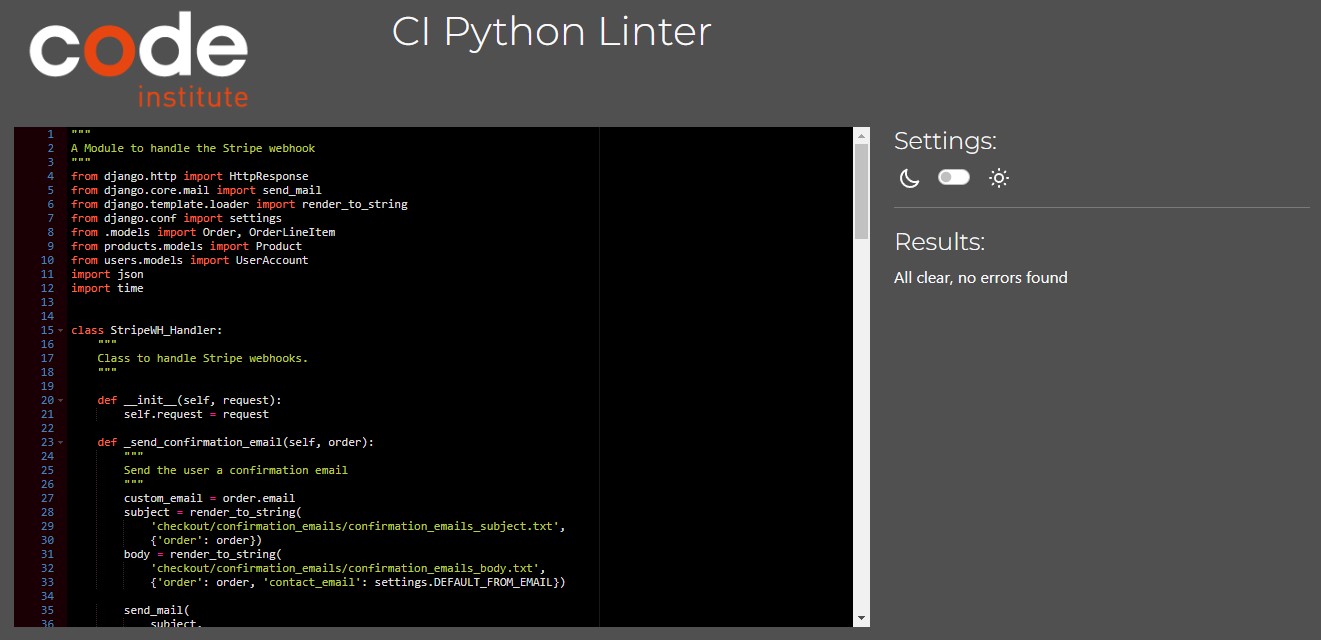 code
institute
CI Python Linter
1 """
2 A Module to handle the Stripe webhook
3 """
4 from django.http import HttpResponse
5 from django.core.mail import send_mail
6 from django.template.loader import render_to_string
7 from django.conf import settings
8 from .models import Order, OrderLineItem
9 from products.models import Product
10 from users.models import UserAccount
11 import json
12 import time
13
14
15 class StripeWH_Handler:
16     """
17     Class to handle Stripe webhooks.
18     """
19
20     def __init__(self, request):
21         self.request = request
22
23     def _send_confirmation_email(self, order):
24         """
25         Send the user a confirmation email
26         """
27         custom_email = order.email
28         subject = render_to_string(
29             'checkout/confirmation_emails/confirmation_emails_subject.txt',
30             {'order': order})
31         body = render_to_string(
32             'checkout/confirmation_emails/confirmation_emails_body.txt',
33             {'order': order, 'contact_email': settings.DEFAULT_FROM_EMAIL})
34
35         send_mail(
36             subject,
Settings:
Results:
All clear, no errors found